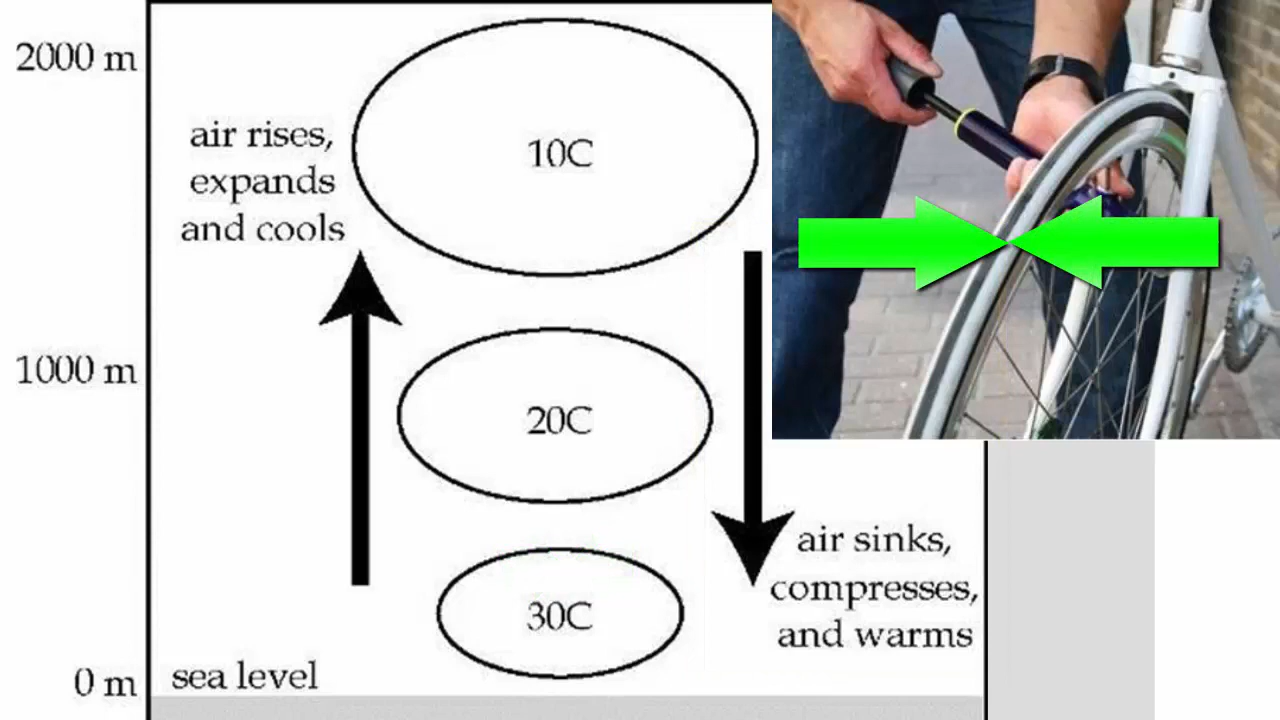 2000 m
air rises,
expands
and cools
10C
1000 m
20C
air sinks,
compresses,
and warms
30C
0 m
sea level